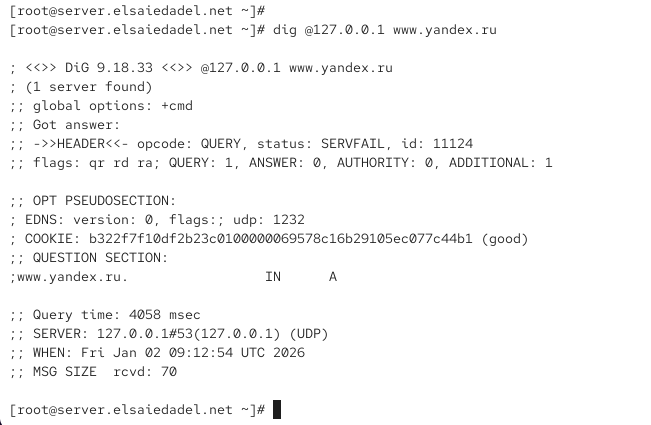 [root@server.elsaiedadel.net ~]#
[root@server.elsaiedadel.net ~]# dig @127.0.0.1 www.yandex.ru

; <<>> DiG 9.18.33 <<>> @127.0.0.1 www.yandex.ru
; (1 server found)
;; global options: +cmd
;; Got answer:
;; ->>HEADER<<- opcode: QUERY, status: SERVFAIL, id: 11124
;; flags: qr rd ra; QUERY: 1, ANSWER: 0, AUTHORITY: 0, ADDITIONAL: 1

;; OPT PSEUDOSECTION:
; EDNS: version: 0, flags:; udp: 1232
; COOKIE: b322f7f10df2b23c0100000069578c16b29105ec077c44b1 (good)
;; QUESTION SECTION:
;www.yandex.ru.                 IN      A

;; Query time: 4058 msec
;; SERVER: 127.0.0.1#53(127.0.0.1) (UDP)
;; WHEN: Fri Jan 02 09:12:54 UTC 2026
;; MSG SIZE  rcvd: 70

[root@server.elsaiedadel.net ~]#